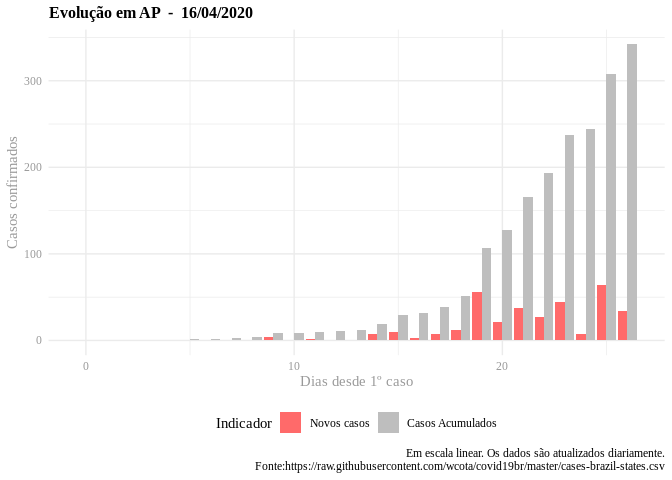 Evolução em AP - 16/04/2020
Casos confirmados
300
200
100
0
0 10 20
Dias desde 1º caso
Indicador Novos casos Casos Acumulados
Em escala linear. Os dados são atualizados diariamente.
Fonte:https://raw.githubusercontent.com/wcota/covid19br/master/cases-brazil-states.csv